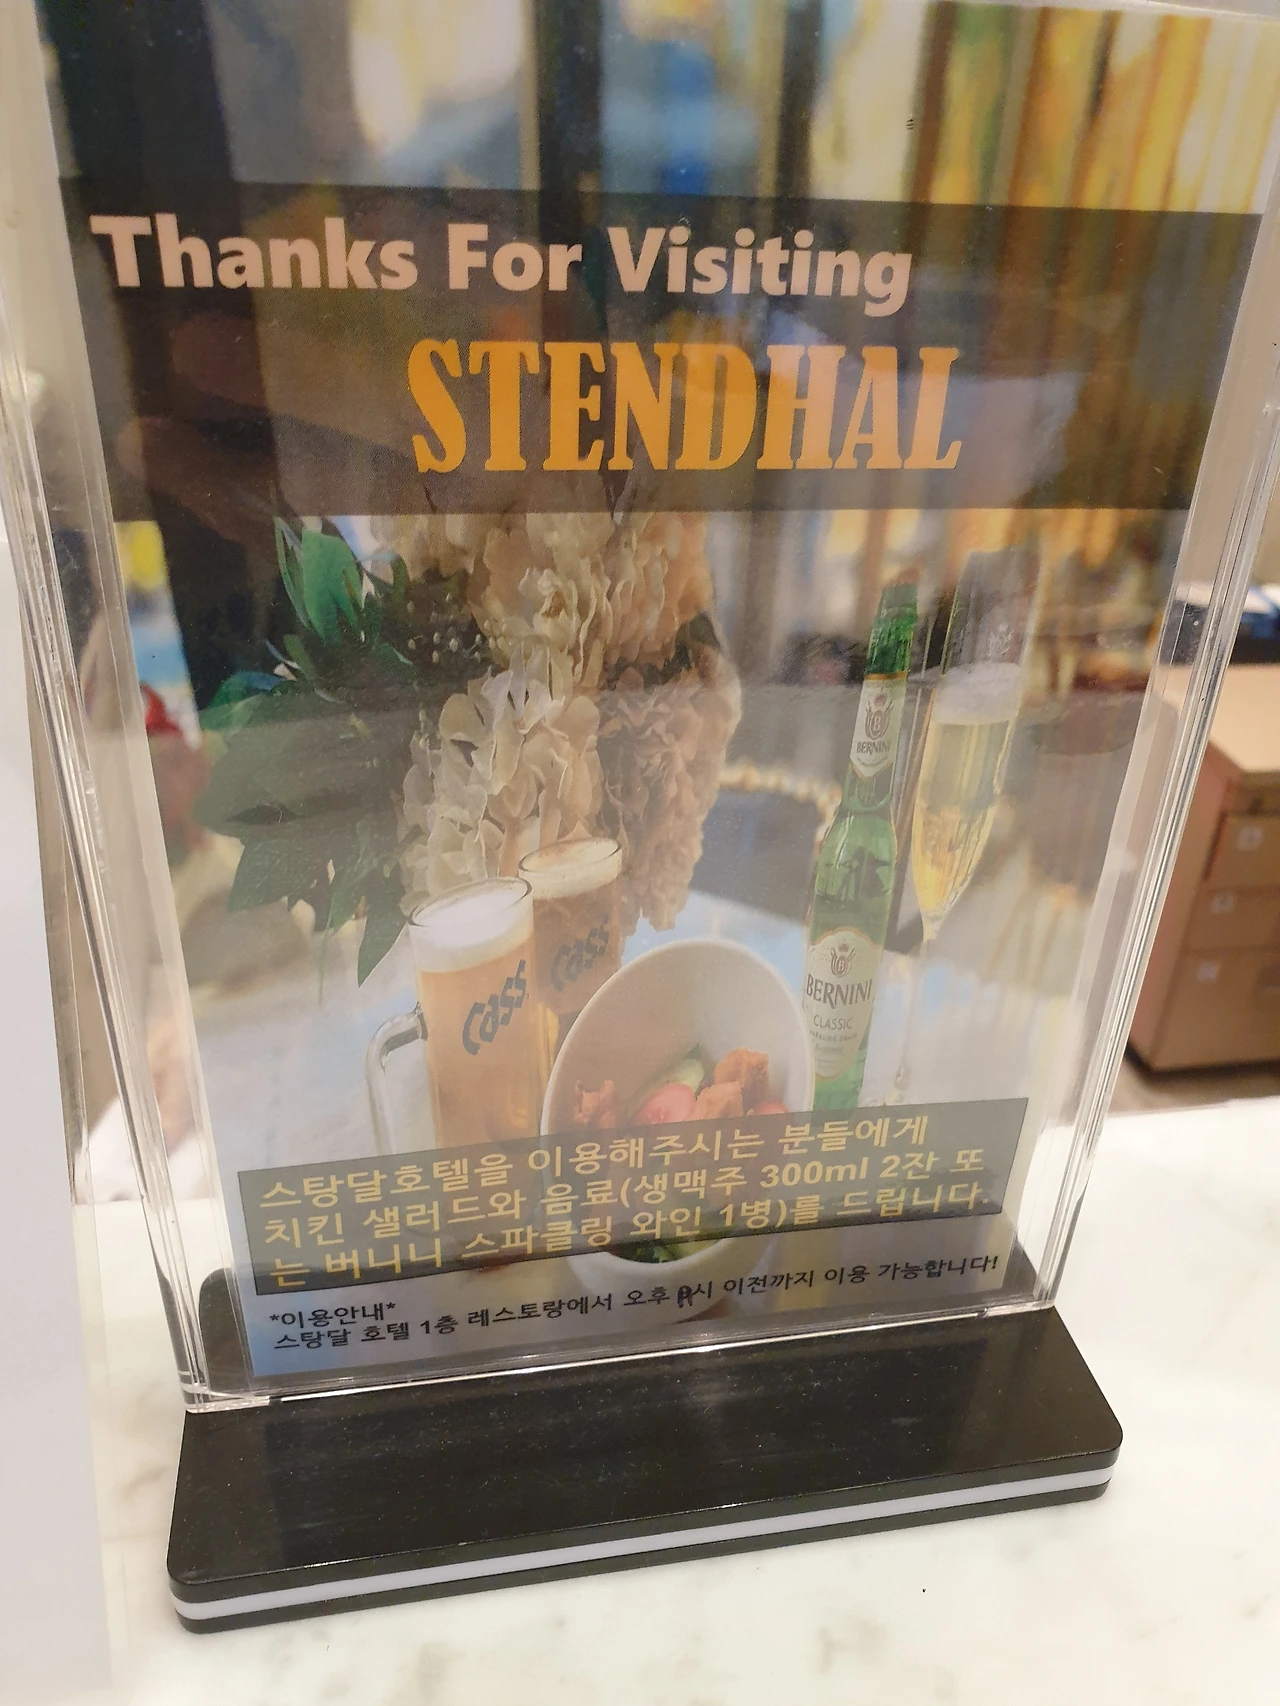 Thanks For Visiting
STENDHAL
BERNINI
Cass
Cass
BERNINI
CLASSIC
스탕달호텔을 이용해주시는 분들에게
치킨 샐러드와 음료(생맥주 300ml 2잔 또
는 버니니 스파클링 와인 1병)를 드립니다.
*이용안내*
스탕달 호텔 1층 레스토랑에서 오후 시 이전까지 이용 가능합니다!